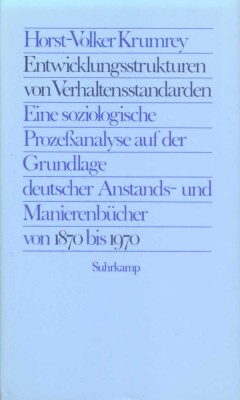 Horst-Volker Krumrey
Entwicklungsstrukturen
von Verhaltensstandarden
Eine soziologische
Prozeßanalyse auf der
Grundlage
deutscher Anstands- und
Manierenbücher
von 1870 bis 1970
Suhrkamp